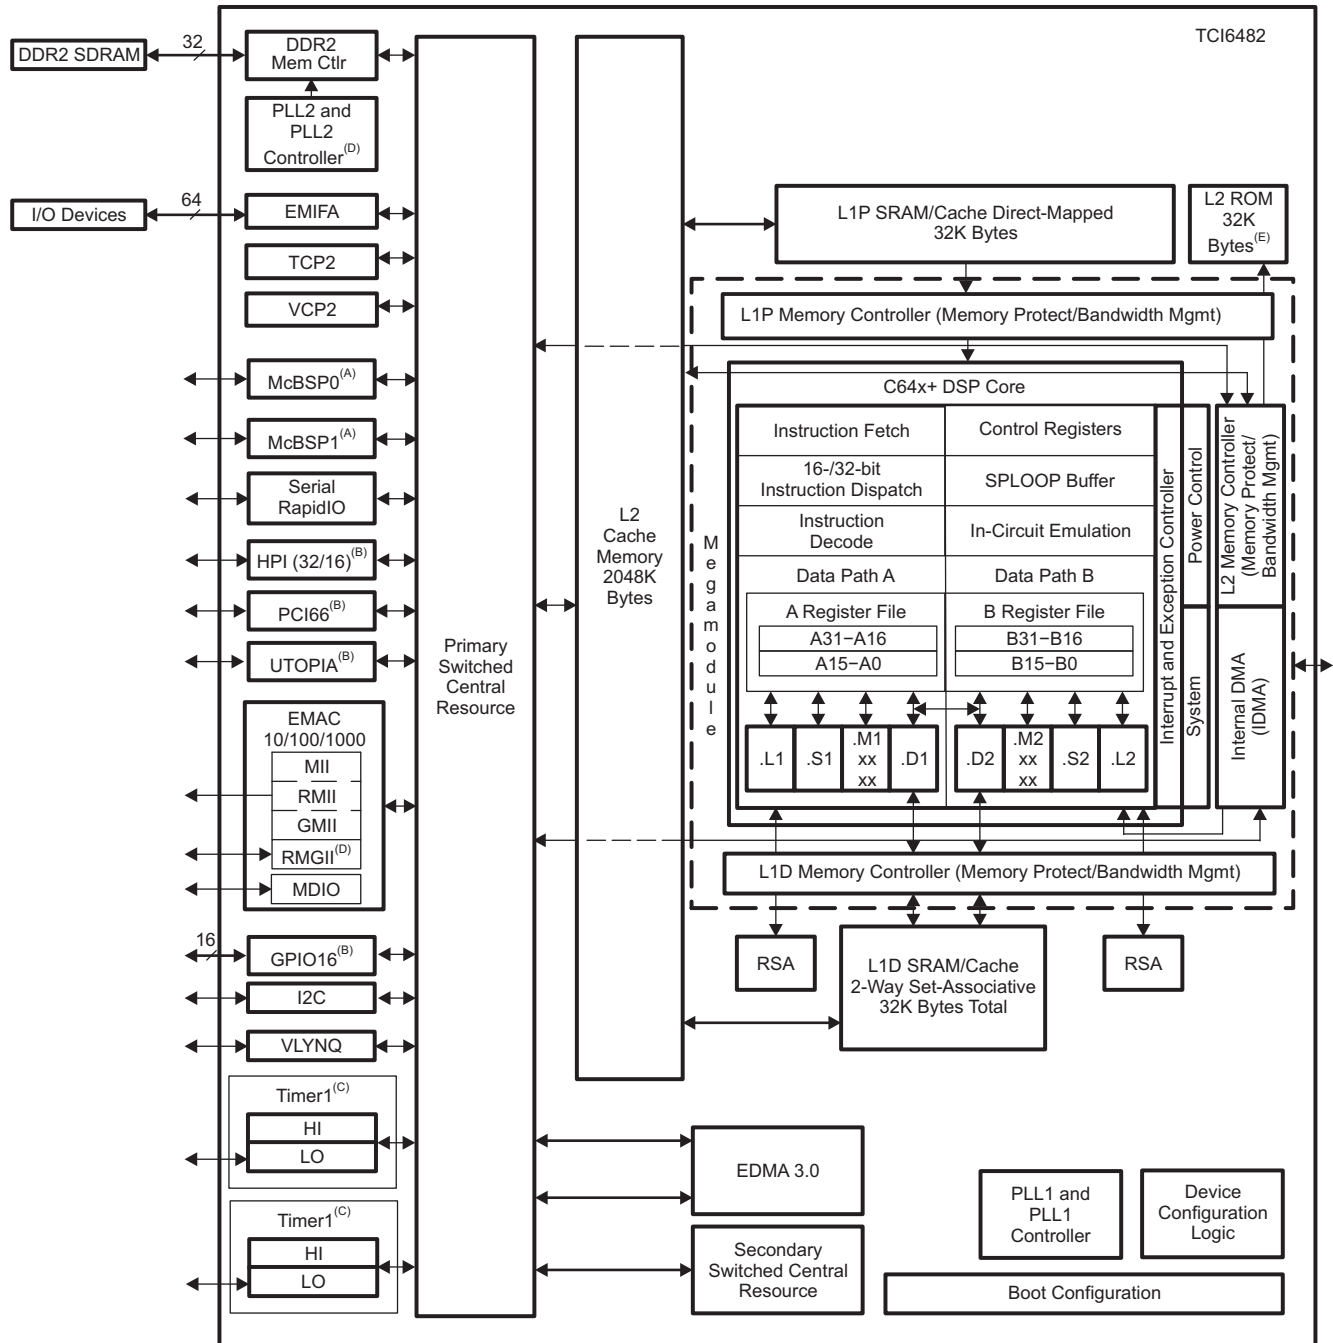 TCI6482
DDR2 SDRAM
32
DDR2
Mem Ctlr
PLL2 and
PLL2
Controller(D)
I/O Devices
64
EMIFA
TCP2
VCP2
McBSP0(A)
McBSP1(A)
Serial
RapidIO
HPI (32/16)(B)
PCI66(B)
UTOPIA(B)
EMAC
10/100/1000
MII
RMII
GMII
RMGII(D)
MDIO
16
GPIO16(B)
I2C
VLYNQ
Timer1(C)
HI
LO
Timer1(C)
HI
LO
Primary
Switched
Central
Resource
L2
Cache
Memory
2048K
Bytes
L1P SRAM/Cache Direct-Mapped
32K Bytes
L2 ROM
32K
Bytes(E)
L1P Memory Controller (Memory Protect/Bandwidth Mgmt)
Megamodule
C64x+ DSP Core
Instruction Fetch
Control Registers
16-/32-bit
Instruction Dispatch
SPLOOP Buffer
Instruction
Decode
In-Circuit Emulation
Data Path A
Data Path B
A Register File
A31−A16
A15−A0
B Register File
B31−B16
B15−B0
.L1
.S1
.M1
xx
xx
.D1
.D2
.M2
xx
xx
.S2
.L2
Interrupt and Exception Controller
Power Control
System
L2 Memory Controller
(Memory Protect/
Bandwidth Mgmt)
Internal DMA
(IDMA)
L1D Memory Controller (Memory Protect/Bandwidth Mgmt)
RSA
L1D SRAM/Cache
2-Way Set-Associative
32K Bytes Total
RSA
EDMA 3.0
Secondary
Switched Central
Resource
PLL1 and
PLL1
Controller
Device
Configuration
Logic
Boot Configuration